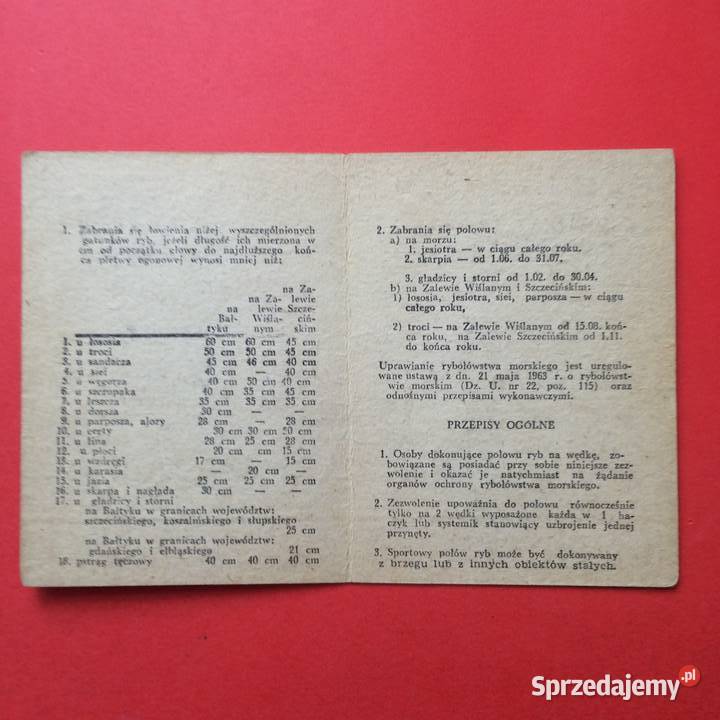 1. Zabrania się łowienia niżej wyszczególnionych
gatunków ryb, jeżeli długość ich mierzona w
cm od początku głowy do najdłuższego koń-
ca płetwy ogonowej wynosi mniej niż:
na Za-
na Za- lewie
na lewie Szcze-
Bał- Wiśla- ciń-
tyku nym skim
1. u łososia 60 cm 60 cm 45 cm
2. u troci 50 cm 50 cm 45 cm
3. u sandacza 45 cm 46 cm 40 cm
4. u siei 40 cm — 40 cm
5. u węgorza 40 cm 50 cm 40 cm
6. u szczupaka 40 cm 35 cm 45 cm
7. u leszcza 35 cm 35 cm 35 cm
8. u dorsza 30 cm — —
9. u parposza, alozy 28 cm — 28 cm
10. u certy 30 cm 30 cm 30 cm
11. u lina 28 cm 25 cm 28 cm
12. u płoci 20 cm cm 15 cm
13. u wzdręgi 17 cm — 15 cm
14. u karasia — 20 cm —
15. u jazia 25 cm 25 cm 25 cm
16. u skarpa i nagłada 30 cm — —
17. u gładzicy i storni
na Bałtyku w granicach województw:
szczecińskiego, koszalińskiego i słupskiego
25 cm
na Bałtyku w granicach województw:
gdańskiego i elbląskiego 21 cm
18. pstrąg tęczowy 40 cm 40 cm 40 cm
2. Zabrania się połowu:
a) na morzu:
1. jesiotra — w ciągu całego roku.
2. skarpia — od 1.06. do 31.07.
3. gładzicy i storni od 1.02. do 30.04.
b) na Zalewie Wiślanym i Szczecińskim:
1) łososia, jesiotra, siei, parposza — w ciągu
całego roku,
2) troci — na Zalewie Wiślanym od 15.08. koń-
ca roku, na Zalewie Szczecińskim od 1.11.
do końca roku.
Uprawianie rybołówstwa morskiego jest uregulo-
wane ustawą z dn. 21 maja 1963 r. o rybołów-
stwie morskim (Dz. U. nr 22, poz. 115) oraz
odnośnymi przepisami wykonawczymi.
PRZEPISY OGÓLNE
1. Osoby dokonujące połowu ryb na wędkę, zo-
bowiązane są posiadać przy sobie niniejsze zez-
wolenie i okazać je natychmiast na żądanie
organów ochrony rybołówstwa morskiego.
2. Zezwolenie upoważnia do połowu równocześnie
tylko na 2 wędki wyposażone każda w 1 ha-
czyk lub systemik stanowiący uzbrojenie jednej
przynęty.
3. Sportowy połów ryb może być dokonywany
z brzegu lub z innych obiektów stałych.
Sprzedajemy.pl